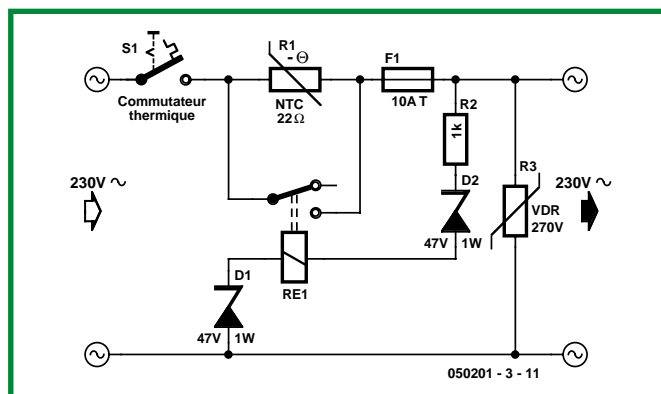 S1
Commutateur
thermique
R1
-Θ
NTC
22Ω
F1
10A T
R2
1k
D2
47V 1W
R3
VDR
270V
230V ~
230V ~
RE1
D1
47V 1W
050201 - 3 - 11